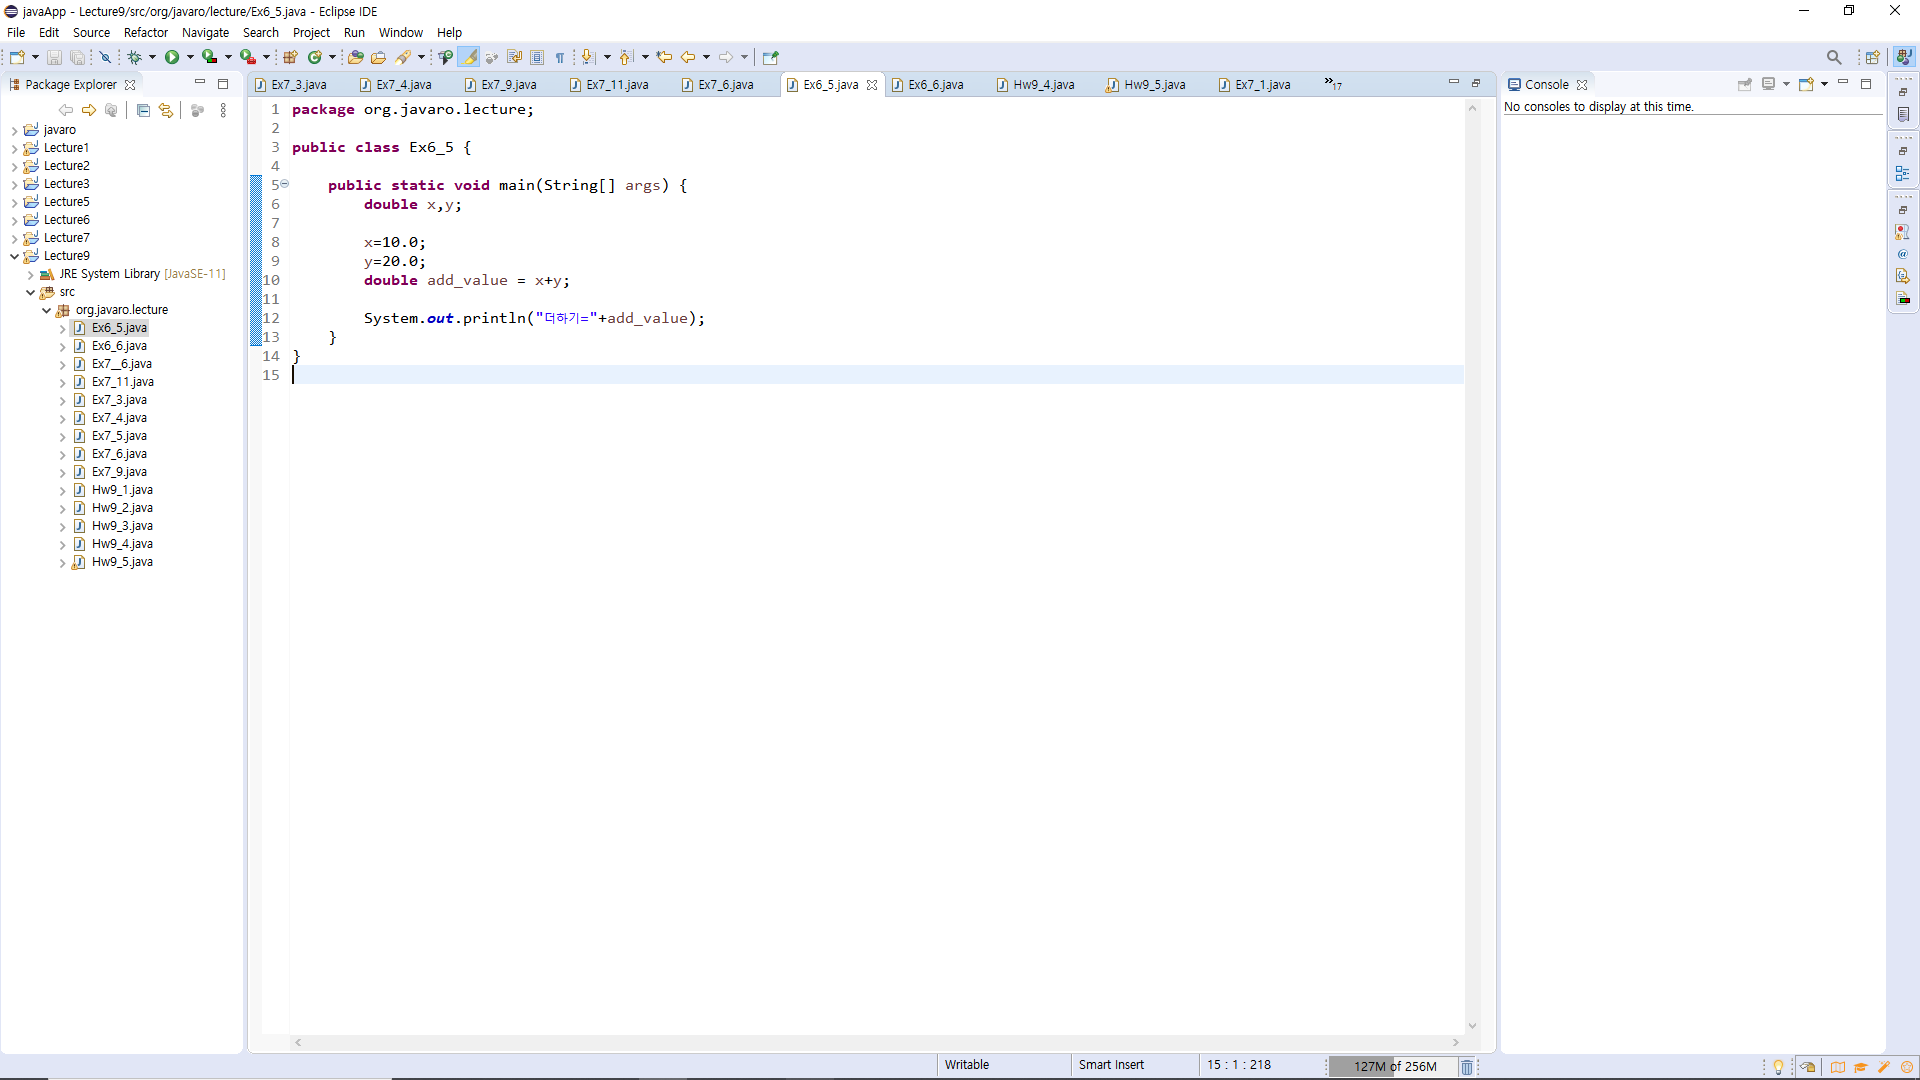 javaApp - Lecture9/src/org/javaro/lecture/Ex6_5.java - Eclipse IDE
File Edit Source Refactor Navigate Search Project Run Window Help
Package Explorer
Ex7_3.java Ex7_4.java Ex7_9.java Ex7_11.java Ex7_6.java Ex6_5.java Ex6_6.java Hw9_4.java Hw9_5.java Ex7_1.java »17
Console
No consoles to display at this time.
javaro
Lecture1
Lecture2
Lecture3
Lecture5
Lecture6
Lecture7
Lecture9
JRE System Library [JavaSE-11]
src
org.javaro.lecture
Ex6_5.java
Ex6_6.java
Ex7__6.java
Ex7_11.java
Ex7_3.java
Ex7_4.java
Ex7_5.java
Ex7_6.java
Ex7_9.java
Hw9_1.java
Hw9_2.java
Hw9_3.java
Hw9_4.java
Hw9_5.java
1 package org.javaro.lecture;
2
3 public class Ex6_5 {
4
5 public static void main(String[] args) {
6 double x,y;
7
8 x=10.0;
9 y=20.0;
10 double add_value = x+y;
11
12 System.out.println("더하기="+add_value);
13 }
14 }
15
Writable Smart Insert 15 : 1 : 218 127M of 256M